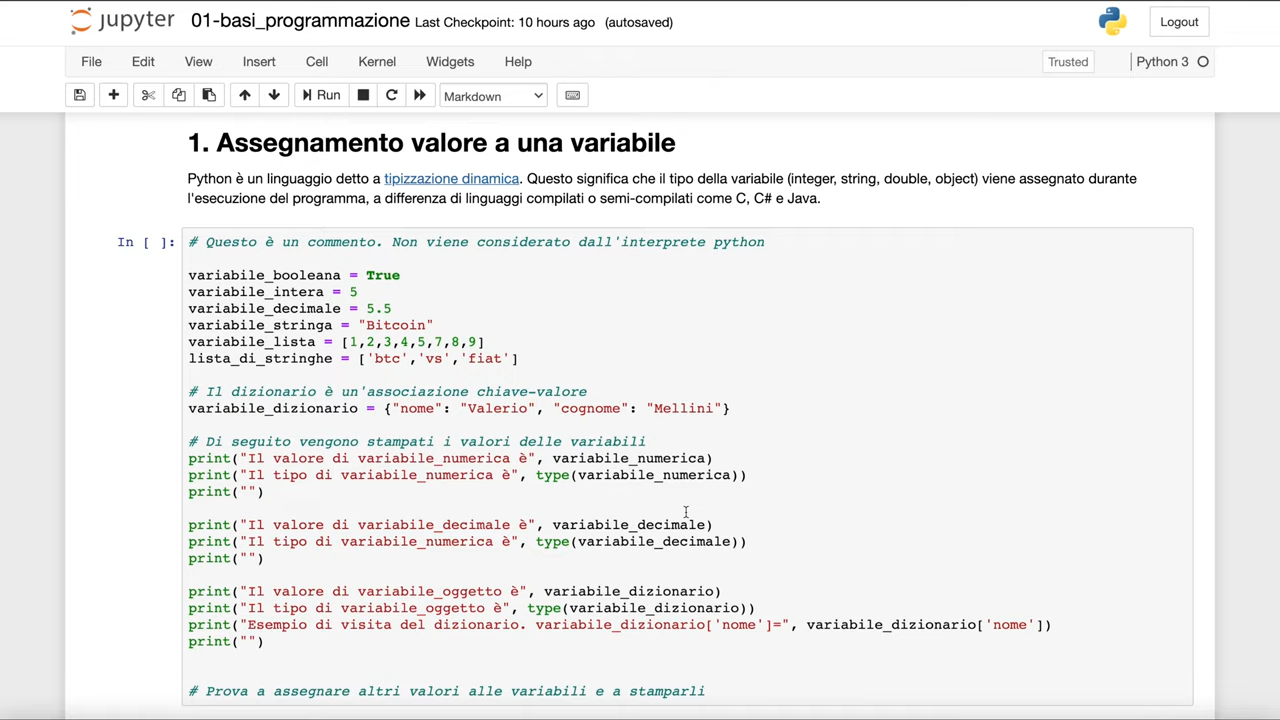 jupyter 01-basi_programmazione Last Checkpoint: 10 hours ago (autosaved) Logout
File Edit View Insert Cell Kernel Widgets Help Trusted Python 3
Run Markdown
1. Assegnamento valore a una variabile
Python è un linguaggio detto a tipizzazione dinamica. Questo significa che il tipo della variabile (integer, string, double, object) viene assegnato durante
l'esecuzione del programma, a differenza di linguaggi compilati o semi-compilati come C, C# e Java.
In [ ]: # Questo è un commento. Non viene considerato dall'interprete python
variabile_booleana = True
variabile_intera = 5
variabile_decimale = 5.5
variabile_stringa = "Bitcoin"
variabile_lista = [1,2,3,4,5,7,8,9]
lista_di_stringhe = ['btc','vs','fiat']
# Il dizionario è un'associazione chiave-valore
variabile_dizionario = {"nome": "Valerio", "cognome": "Mellini"}
# Di seguito vengono stampati i valori delle variabili
print("Il valore di variabile_numerica è", variabile_numerica)
print("Il tipo di variabile_numerica è", type(variabile_numerica))
print("")
print("Il valore di variabile_decimale è", variabile_decimale)
print("Il tipo di variabile_numerica è", type(variabile_decimale))
print("")
print("Il valore di variabile_oggetto è", variabile_dizionario)
print("Il tipo di variabile_oggetto è", type(variabile_dizionario))
print("Esempio di visita del dizionario. variabile_dizionario['nome']=", variabile_dizionario['nome'])
print("")
# Prova a assegnare altri valori alle variabili e a stamparli